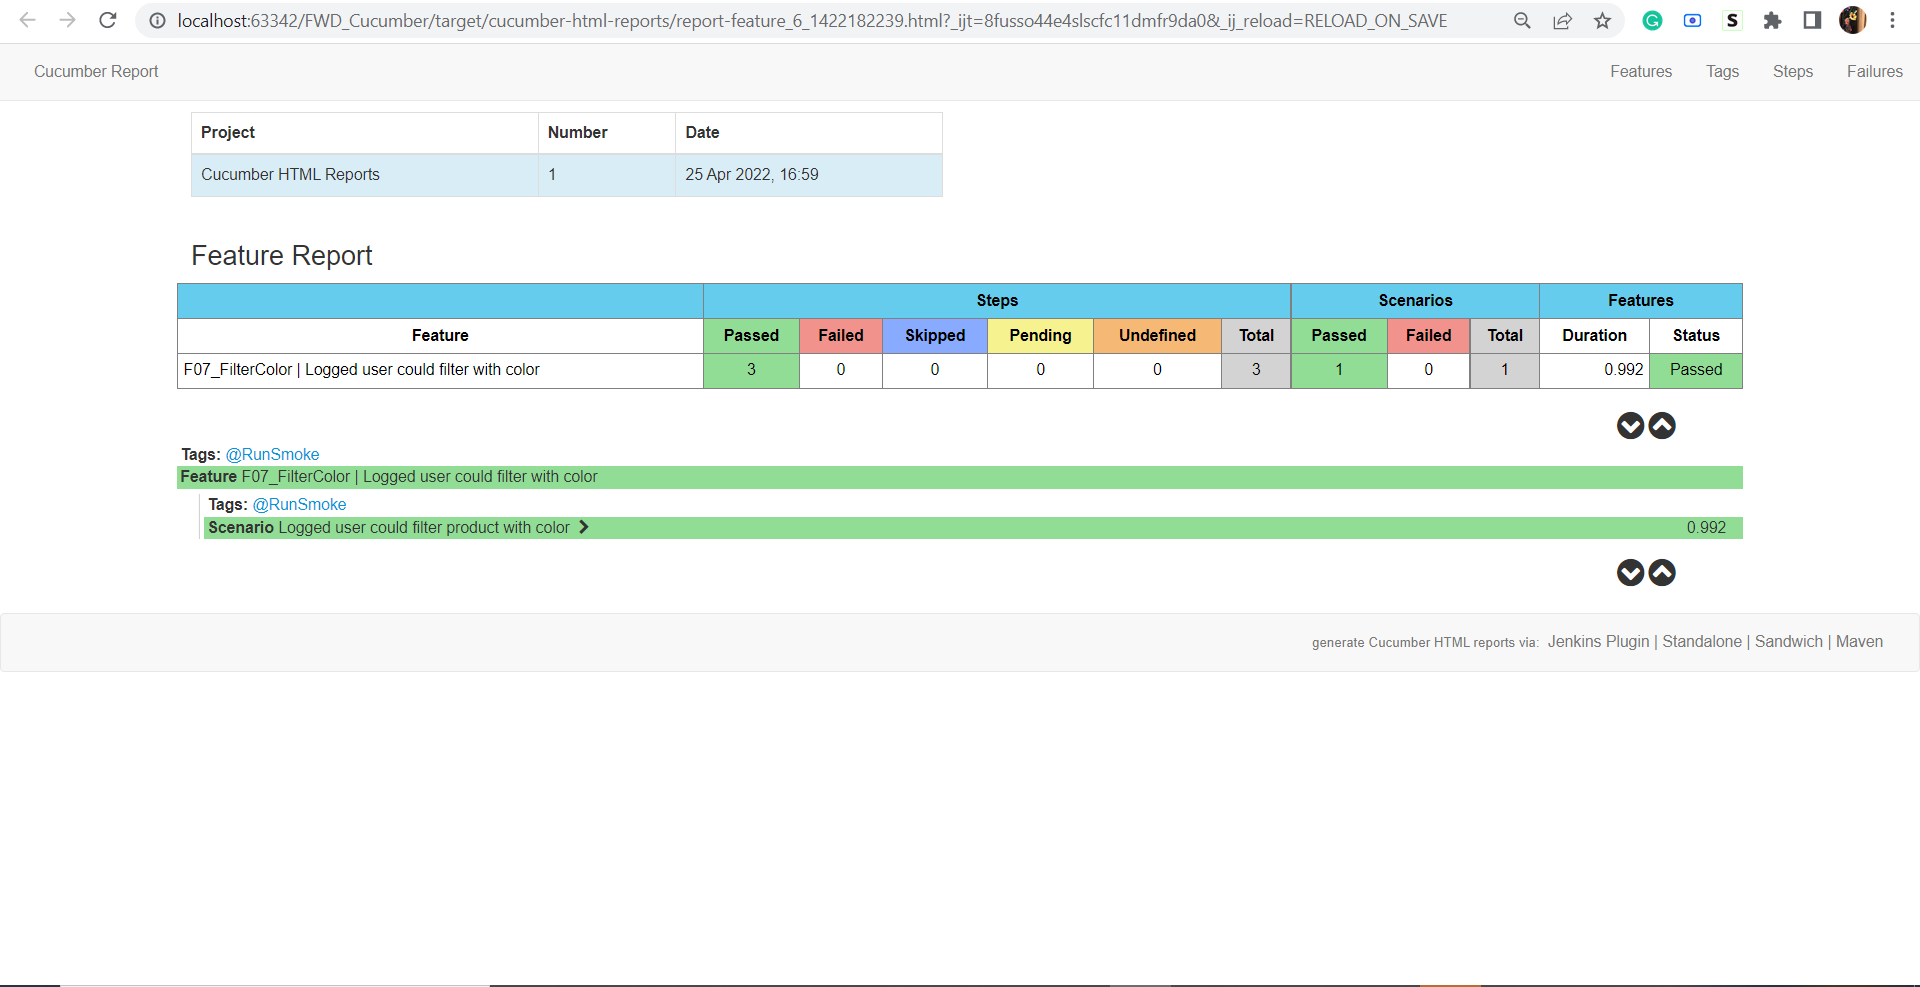 localhost:63342/FWD_Cucumber/target/cucumber-html-reports/report-feature_6_1422182239.html?_ijt=8fusso44e4slscfc11dmfr9da0&_ij_reload=RELOAD_ON_SAVE
S
Cucumber Report Features Tags Steps Failures
Project Number Date
Cucumber HTML Reports 1 25 Apr 2022, 16:59
Feature Report
Steps Scenarios Features
Feature Passed Failed Skipped Pending Undefined Total Passed Failed Total Duration Status
F07_FilterColor | Logged user could filter with color 3 0 0 0 0 3 1 0 1 0.992 Passed
Tags: @RunSmoke
Feature F07_FilterColor | Logged user could filter with color
Tags: @RunSmoke
Scenario Logged user could filter product with color 0.992
generate Cucumber HTML reports via: Jenkins Plugin | Standalone | Sandwich | Maven